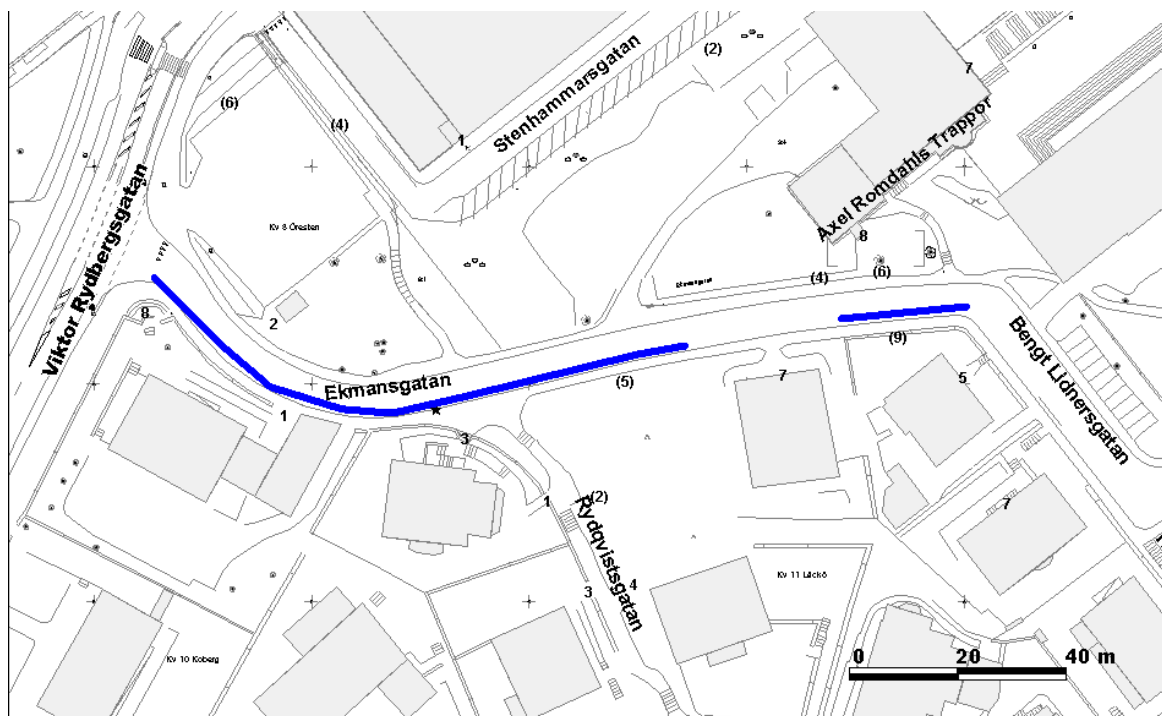 (2)
7
(6)
(4)
1
Stenhammarsgatan
Axel Romdahls Trappor
Viktor Rydbergsgatan
Kv 8 Öresten
8
(6)
(4)
Ekmansgatan
8
2
Bengt Lidnersgatan
(9)
Ekmansgatan
(5)
7
5
1
3
1
(2)
7
Rydqvistsgatan
Kv 11 Läckö
4
3
Kv 10 Koberg
0 20 40 m